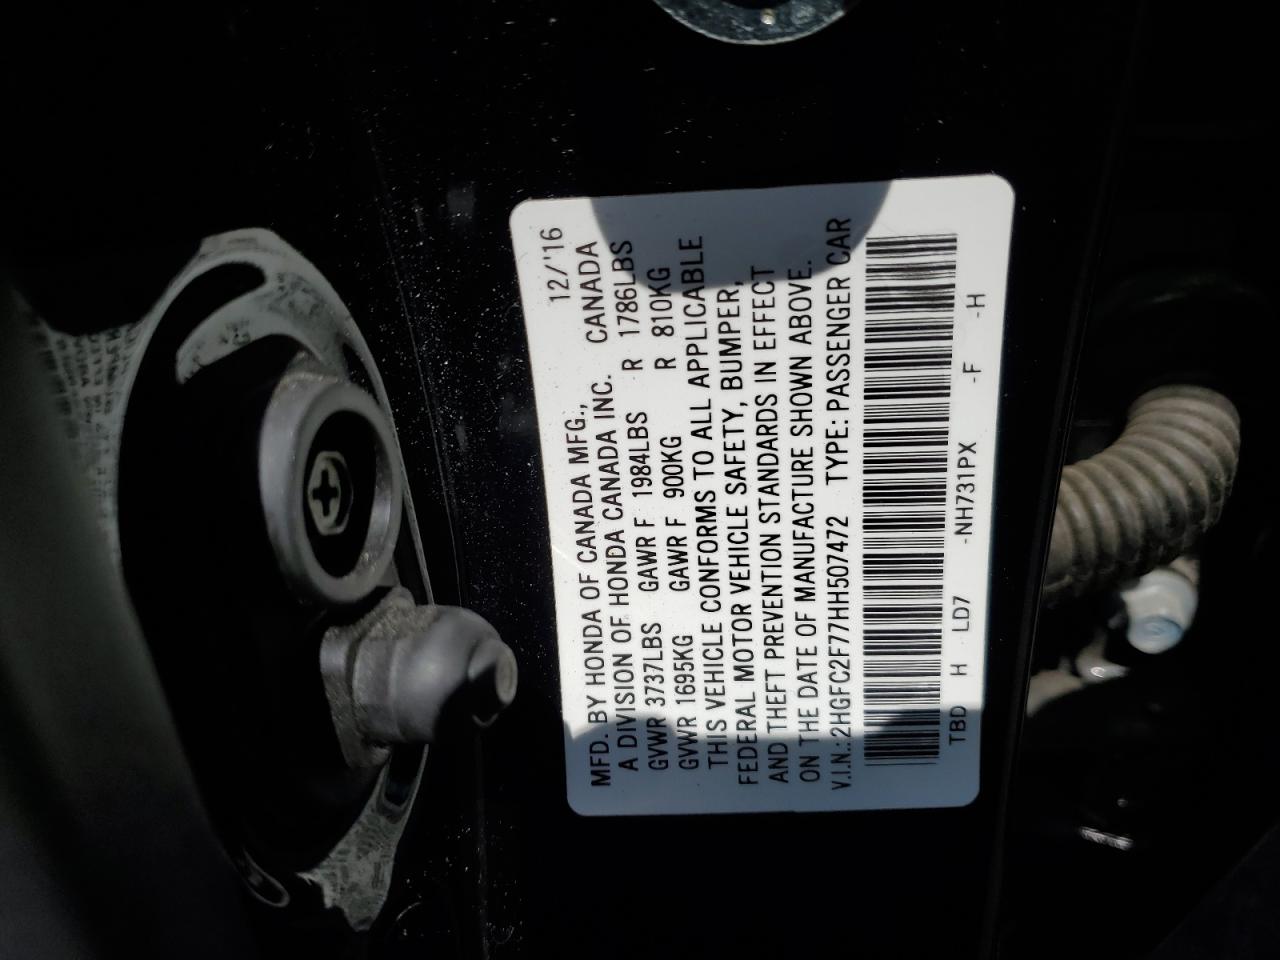 MFD. BY HONDA OF CANADA MFG., 12/'16
A DIVISION OF HONDA CANADA INC. CANADA
GVWR 3737LBS GAWR F 1984LBS R 1786LBS
GVWR 1695KG GAWR F 900KG R 810KG
THIS VEHICLE CONFORMS TO ALL APPLICABLE
FEDERAL MOTOR VEHICLE SAFETY, BUMPER,
AND THEFT PREVENTION STANDARDS IN EFFECT
ON THE DATE OF MANUFACTURE SHOWN ABOVE.
V.I.N.: 2HGFC2F77HH507472 TYPE: PASSENGER CAR
TBD H LD7 -NH731PX -F -H